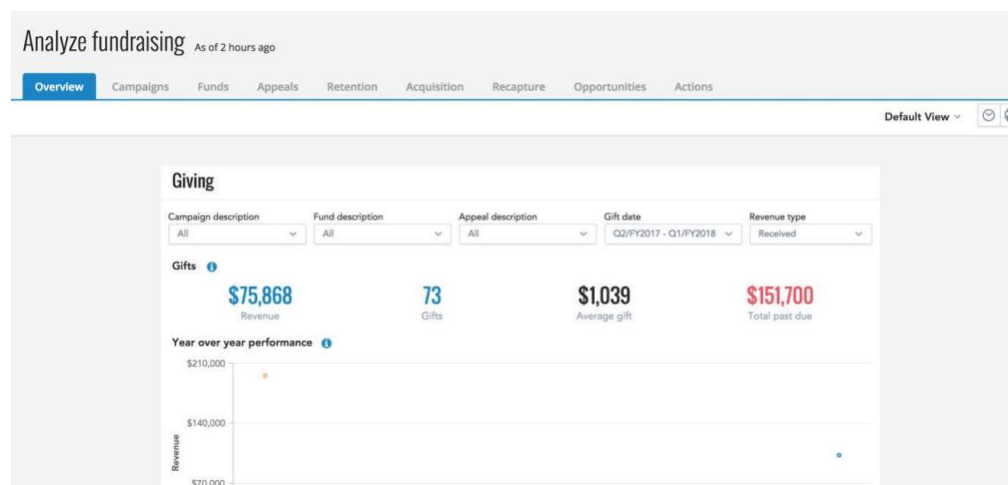 Analyze fundraising As of 2 hours ago
Overview Campaigns Funds Appeals Retention Acquisition Recapture Opportunities Actions
Default View
Giving
Campaign description Fund description Appeal description Gift date Revenue type
All All All Q2/FY2017 - Q1/FY2018 Received
Gifts
$75,868 73 $1,039 $151,700
Revenue Gifts Average gift Total past due
Year over year performance
$210,000
$140,000
Revenue
$70,000